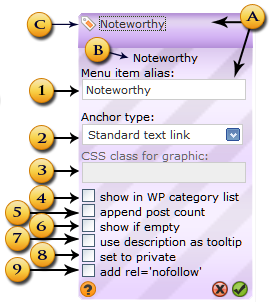 C
Noteworthy
A
B
Noteworthy
Menu item alias:
1
Noteworthy
Anchor type:
2
Standard text link
CSS class for graphic:
3
4
show in WP category list
5
append post count
6
show if empty
7
use description as tooltip
8
set to private
9
add rel='nofollow'
?